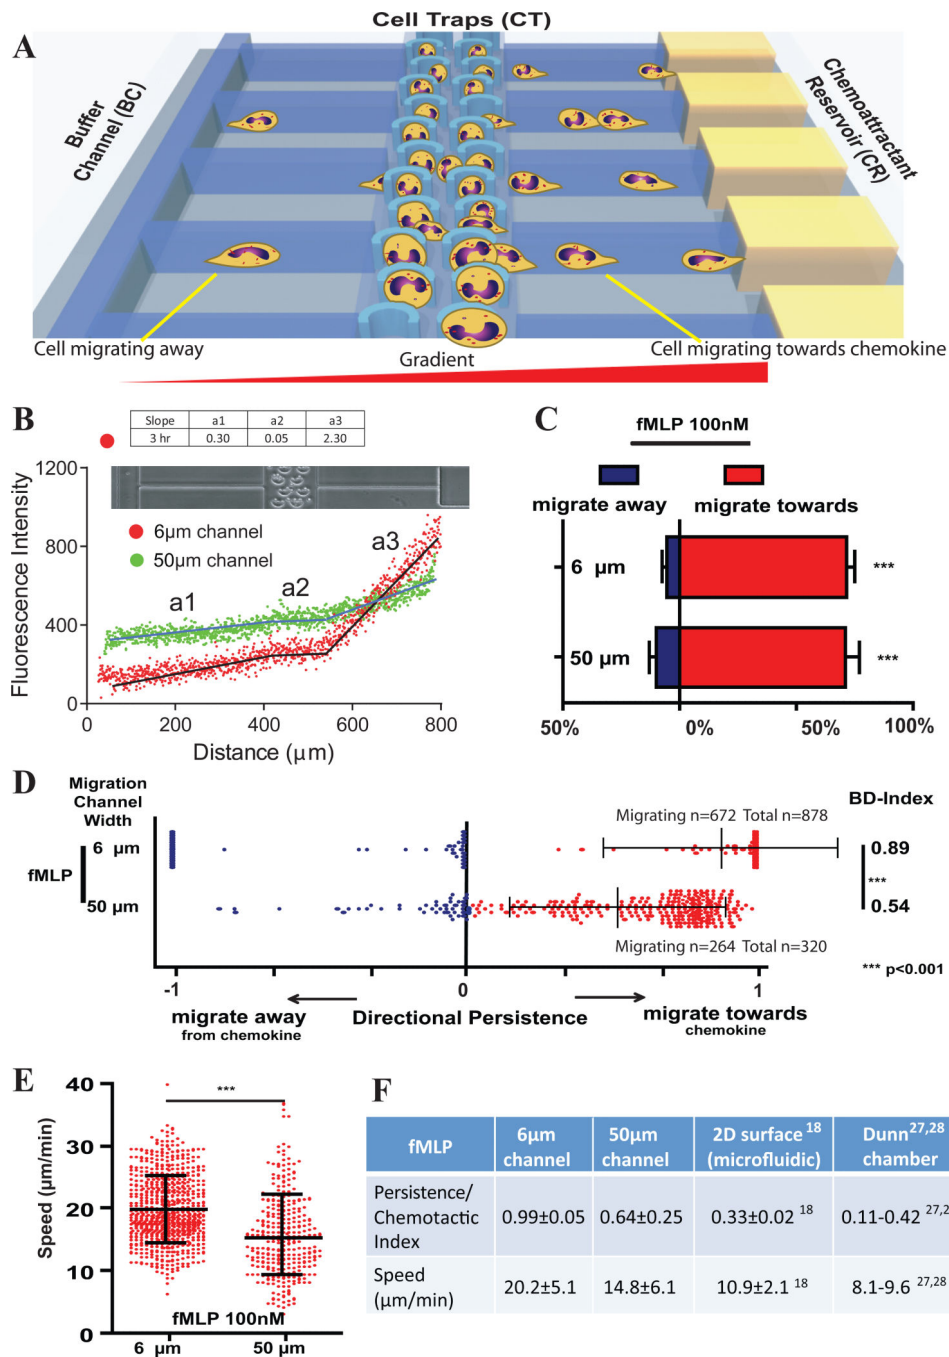 Cell Traps (CT)
A
Buffer
Channel (BC)
Chemoattractant
Reservoir (CR)
Cell migrating away
Gradient
Cell migrating towards chemokine
B
Slope a1 a2 a3
3 hr 0.30 0.05 2.30
1200
800
400
0
Fluorescence Intensity
6µm channel
50µm channel
a1
a2
a3
0 200 400 600 800
Distance (µm)
C
fMLP 100nM
migrate away
migrate towards
6 µm
***
50 µm
***
50% 0% 50% 100%
D
Migration
Channel
Width
BD-Index
Migrating n=672 Total n=878
6 µm
0.89
fMLP
***
50 µm
0.54
Migrating n=264 Total n=320
*** p<0.001
-1 0 1
migrate away
from chemokine
Directional Persistence
migrate towards
chemokine
E
***
40
30
20
10
0
Speed (µm/min)
fMLP 100nM
6 µm 50 µm
F
fMLP 6µm channel 50µm channel 2D surface 18 (microfluidic) Dunn 27,28 chamber
Persistence/ Chemotactic Index 0.99±0.05 0.64±0.25 0.33±0.02 18 0.11-0.42 27,2
Speed (µm/min) 20.2±5.1 14.8±6.1 10.9±2.1 18 8.1-9.6 27,28